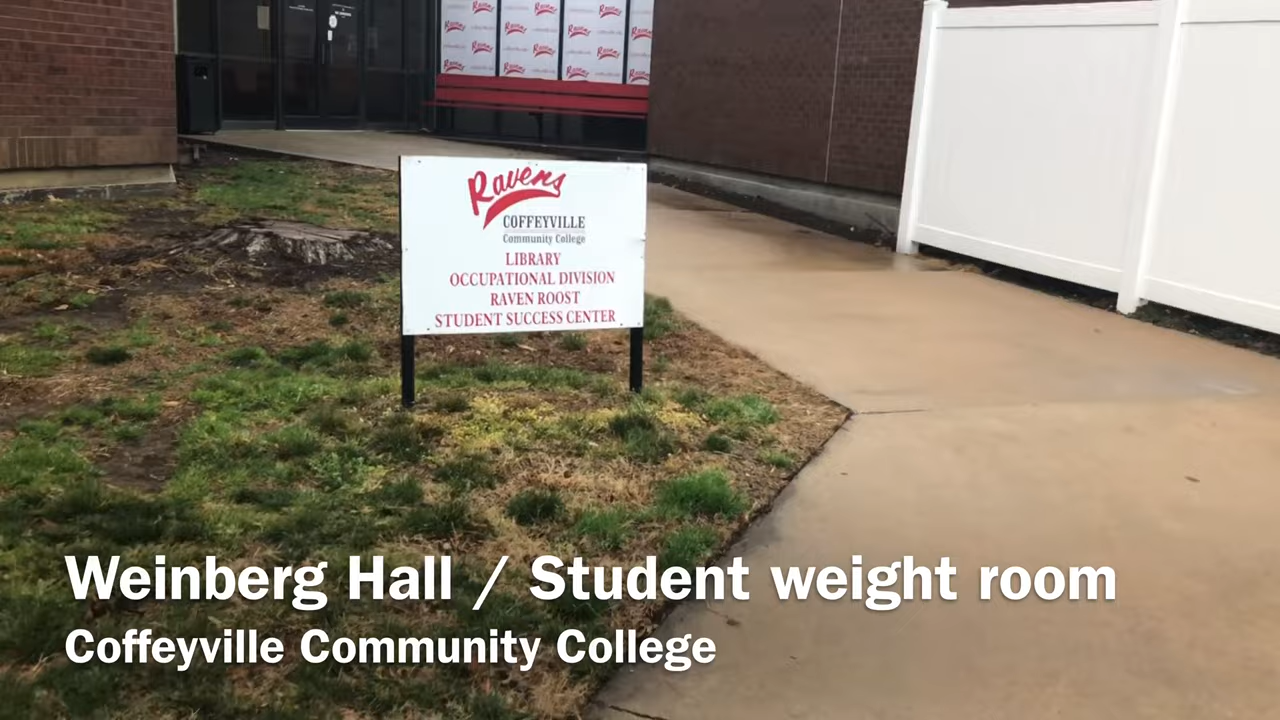 Ravens
COFFEYVILLE
Community College
LIBRARY
OCCUPATIONAL DIVISION
RAVEN ROOST
STUDENT SUCCESS CENTER
Weinberg Hall / Student weight room
Coffeyville Community College